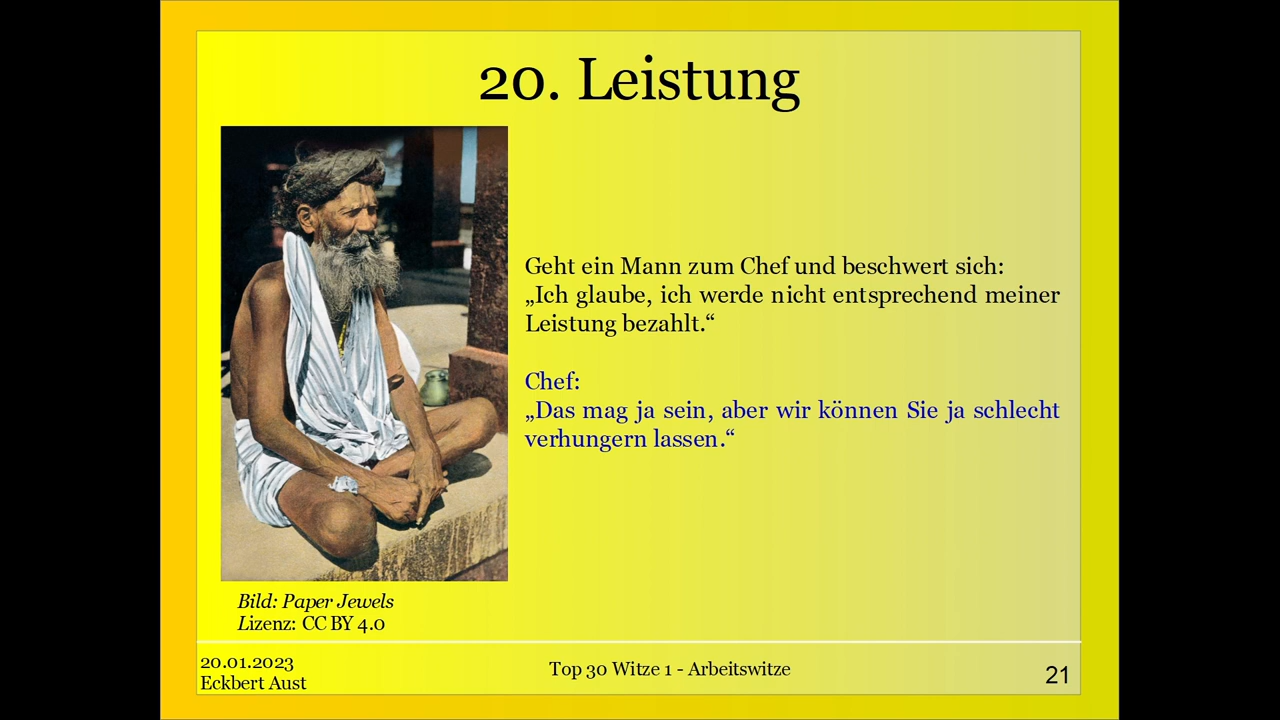 20. Leistung
Geht ein Mann zum Chef und beschwert sich:
„Ich glaube, ich werde nicht entsprechend meiner
Leistung bezahlt.“
Chef:
„Das mag ja sein, aber wir können Sie ja schlecht
verhungern lassen.“
Bild: Paper Jewels
Lizenz: CC BY 4.0
20.01.2023
Eckbert Aust
Top 30 Witze 1 - Arbeitswitze
21